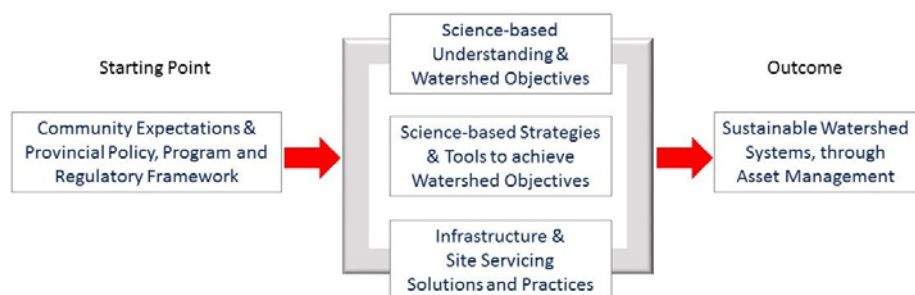 Starting Point
Community Expectations &
Provincial Policy, Program and
Regulatory Framework
Science-based
Understanding &
Watershed Objectives
Science-based Strategies
& Tools to achieve
Watershed Objectives
Infrastructure &
Site Servicing
Solutions and Practices
Outcome
Sustainable Watershed
Systems, through
Asset Management